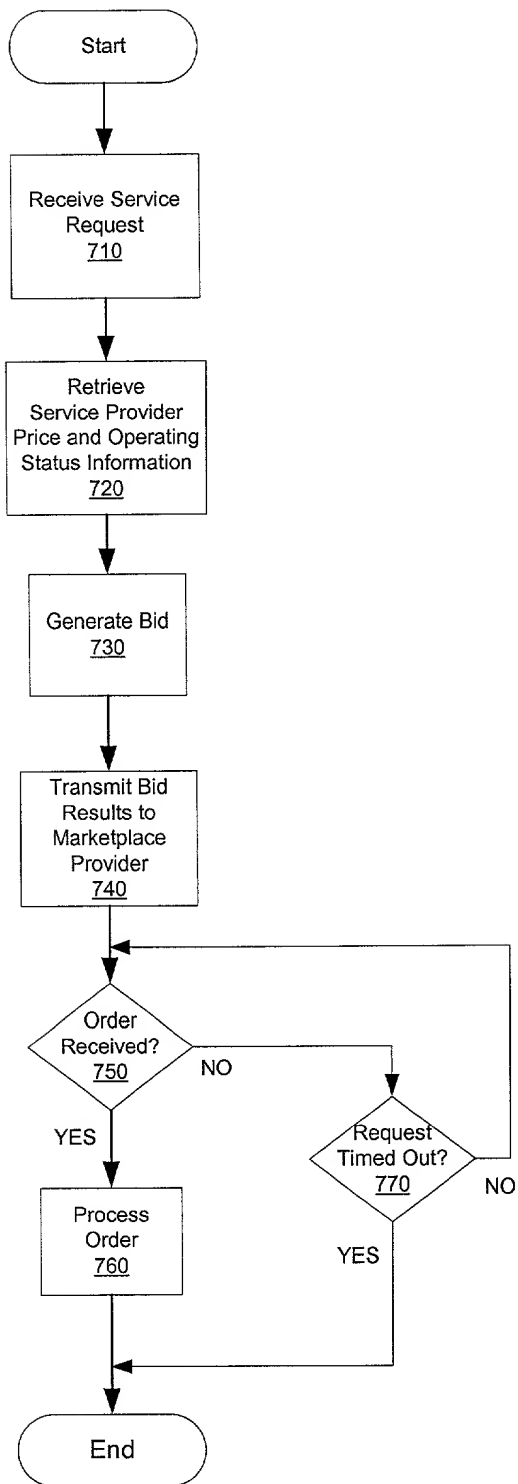 Start
Receive Service
Request
710
Retrieve
Service Provider
Price and Operating
Status Information
720
Generate Bid
730
Transmit Bid
Results to
Marketplace
Provider
740
Order
Received?
750
NO
YES
Request
Timed Out?
770
NO
YES
Process
Order
760
End